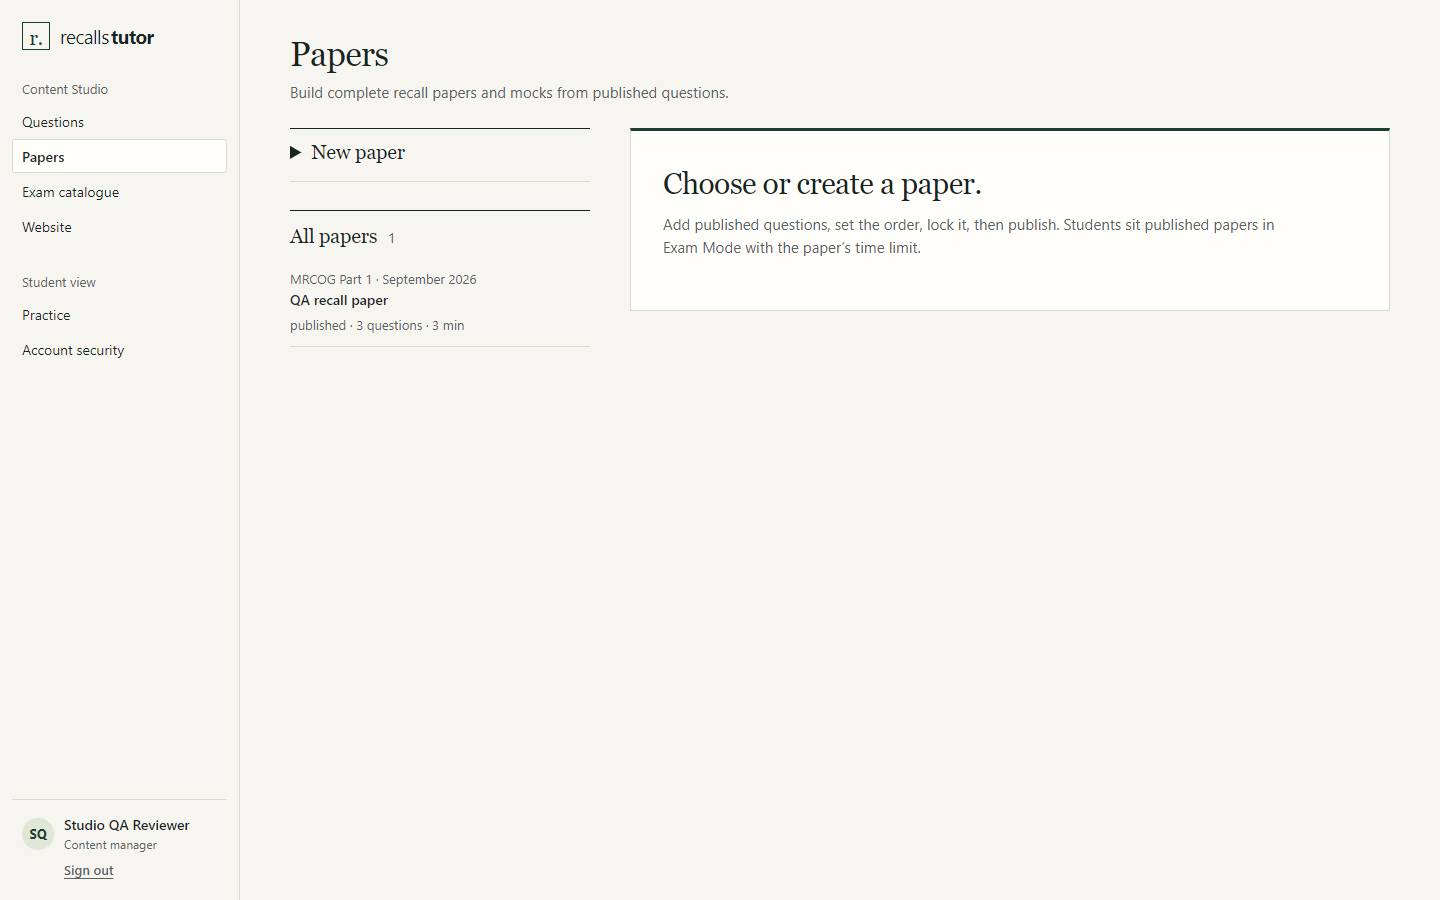 r. recallstutor
Content Studio
Questions
Papers
Exam catalogue
Website
Student view
Practice
Account security
SQ
Studio QA Reviewer
Content manager
Sign out
Papers
Build complete recall papers and mocks from published questions.
New paper
All papers 1
MRCOG Part 1 · September 2026
QA recall paper
published · 3 questions · 3 min
Choose or create a paper.
Add published questions, set the order, lock it, then publish. Students sit published papers in
Exam Mode with the paper’s time limit.